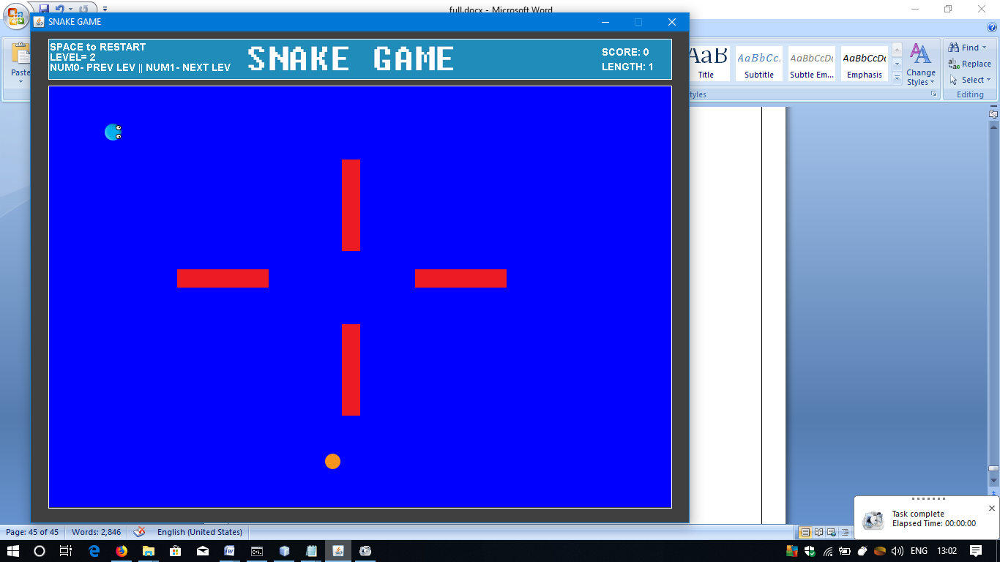 full.docx - Microsoft Word
SNAKE GAME
SPACE to RESTART
LEVEL= 2
NUM0- PREV LEV || NUM1- NEXT LEV
SNAKE GAME
SCORE: 0
LENGTH: 1
Paste
AaB
AaBbCc.
AaBbCcDc
AaBbCcDc
Title
Subtitle
Subtle Em...
Emphasis
Change
Styles
Find
Replace
Select
Editing
Task complete
Elapsed Time: 00:00:00
Page: 45 of 45
Words: 2,846
English (United States)
ENG
13:02